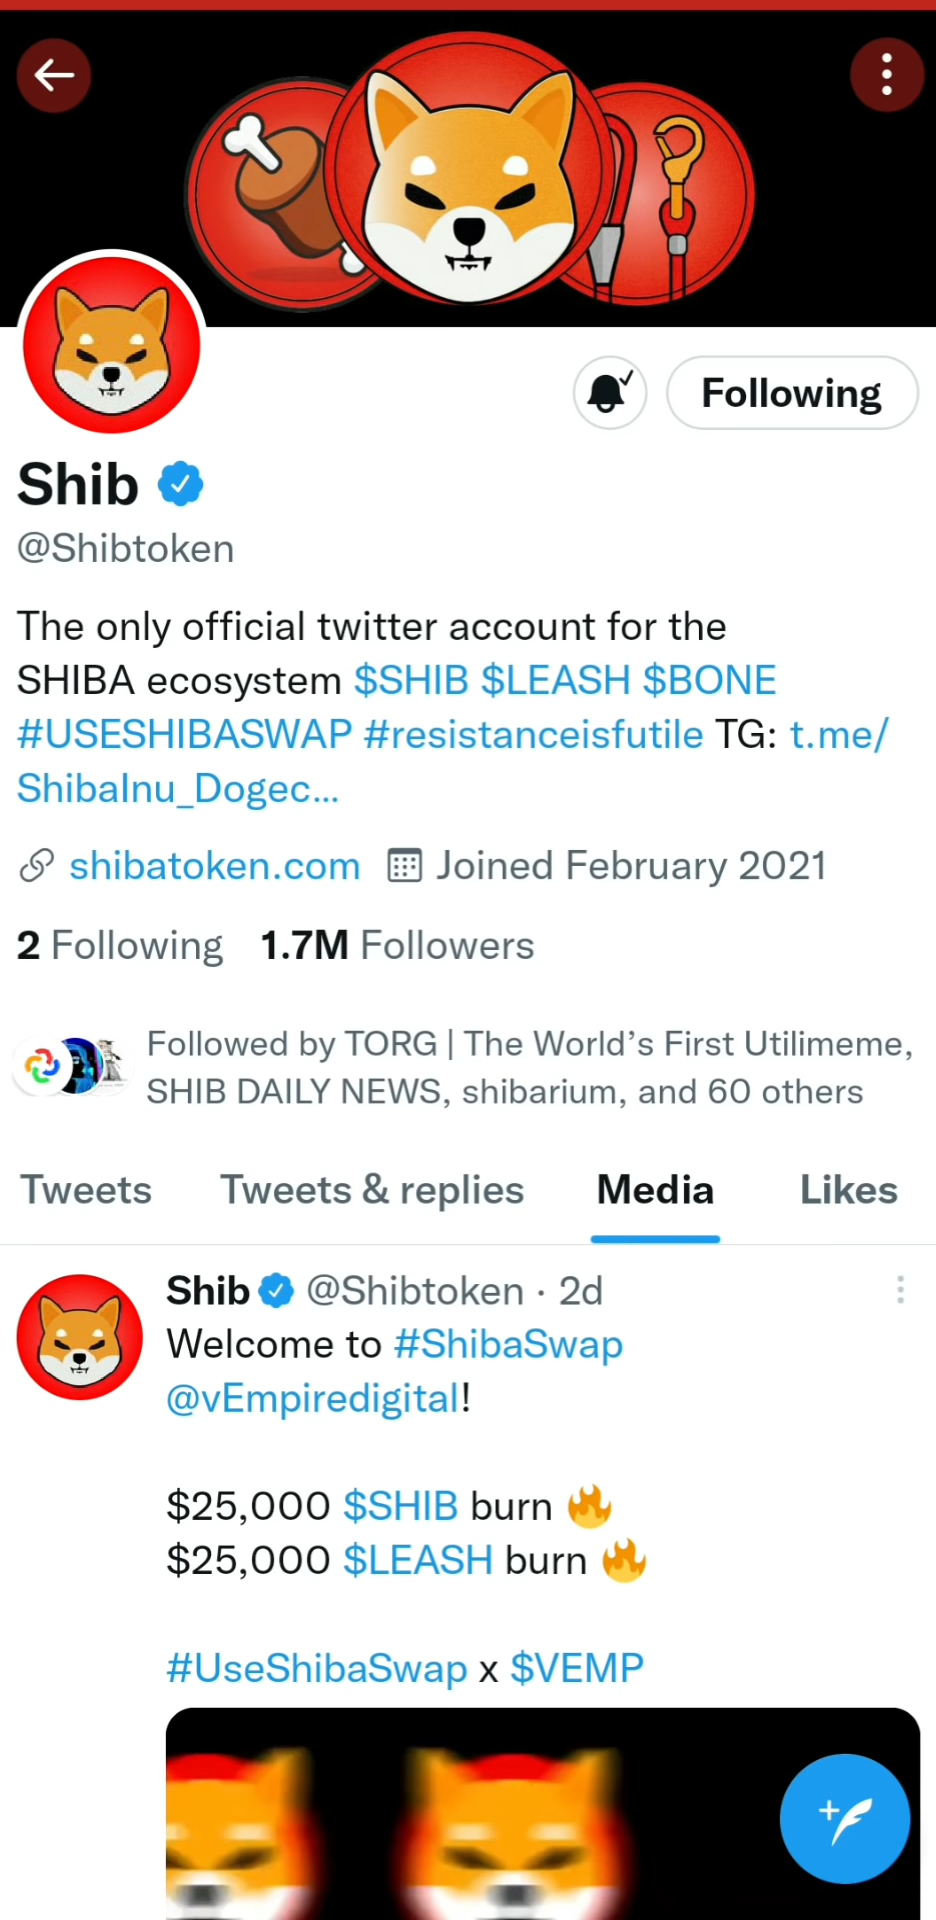 Following
Shib
@Shibtoken
The only official twitter account for the
SHIBA ecosystem $SHIB $LEASH $BONE
#USESHIBASWAP #resistanceisfutile TG: t.me/
ShibaInu_Dogec...
shibatoken.com Joined February 2021
2 Following 1.7M Followers
Followed by TORG | The World’s First Utilimeme,
SHIB DAILY NEWS, shibarium, and 60 others
Tweets Tweets & replies Media Likes
Shib @Shibtoken · 2d
Welcome to #ShibaSwap
@vEmpiredigital!
$25,000 $SHIB burn 🔥
$25,000 $LEASH burn 🔥
#UseShibaSwap x $VEMP